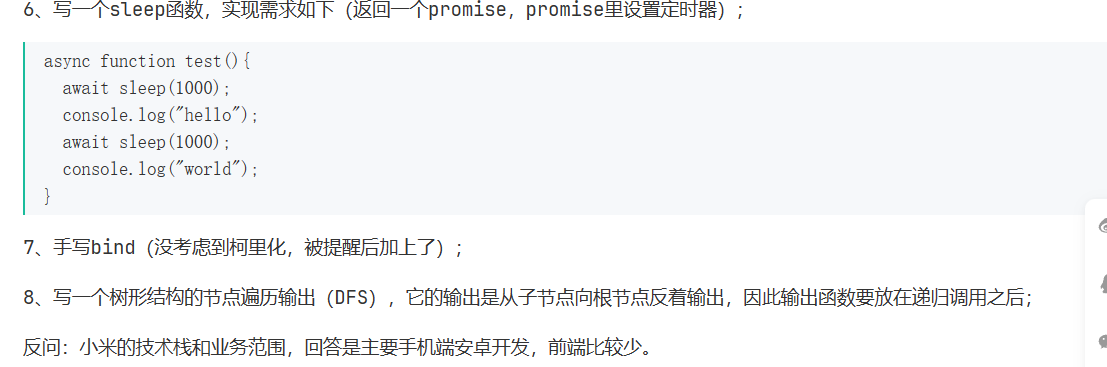 6、写一个sleep函数，实现需求如下（返回一个promise，promise里设置定时器）;
async function test(){
  await sleep(1000);
  console.log("hello");
  await sleep(1000);
  console.log("world");
}
7、手写bind（没考虑到柯里化，被提醒后加上了）;
8、写一个树形结构的节点遍历输出（DFS），它的输出是从子节点向根节点反着输出，因此输出函数要放在递归调用之后;
反问：小米的技术栈和业务范围，回答是主要手机端安卓开发，前端比较少。